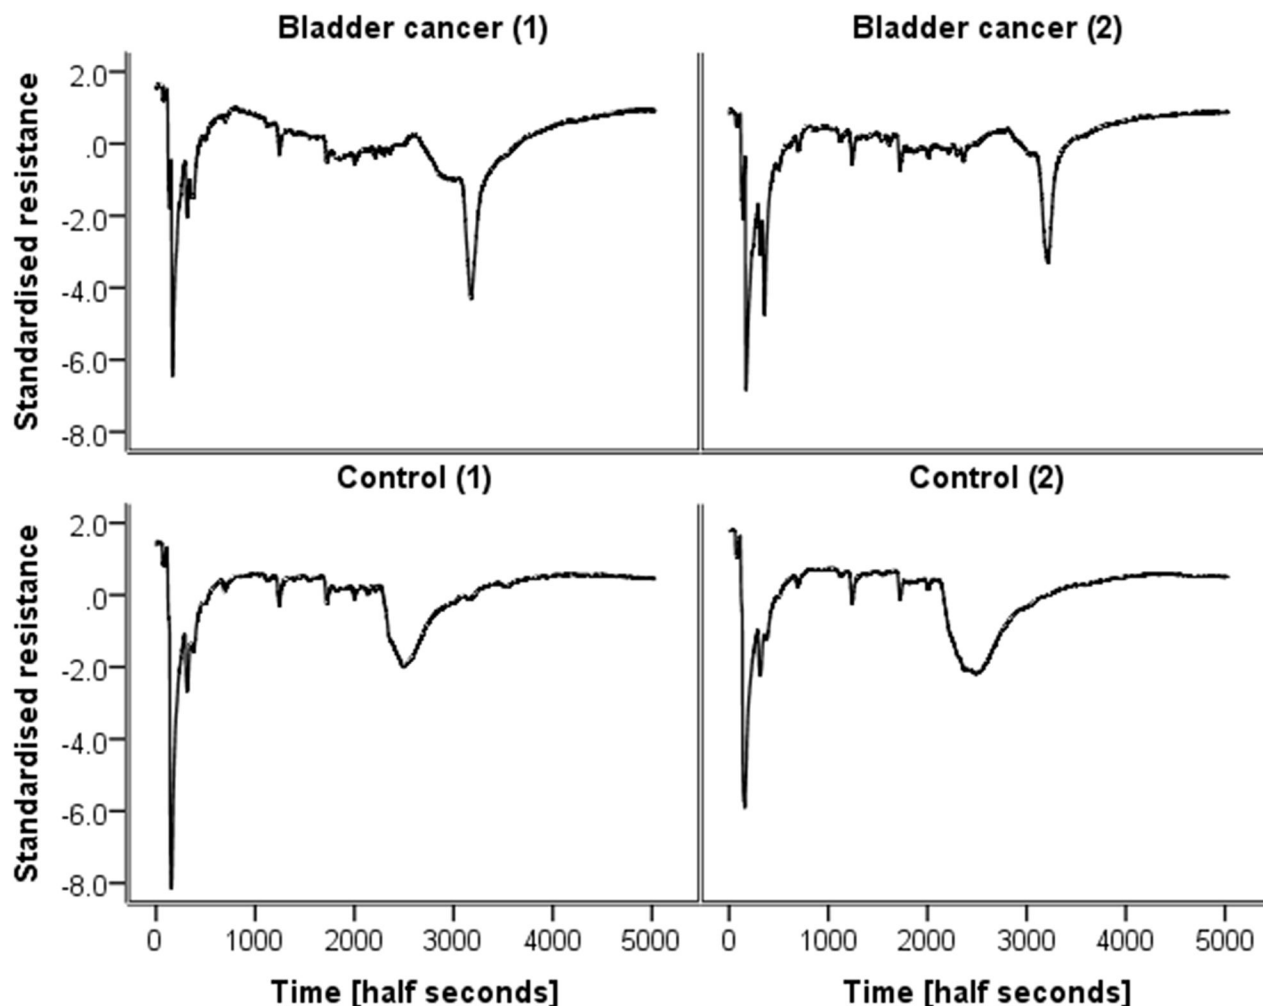 Bladder cancer (1)
Bladder cancer (2)
Standardised resistance
2.0
.0
-2.0
-4.0
-6.0
-8.0
Control (1)
Control (2)
Standardised resistance
2.0
.0
-2.0
-4.0
-6.0
-8.0
0 1000 2000 3000 4000 5000
0 1000 2000 3000 4000 5000
Time [half seconds]
Time [half seconds]